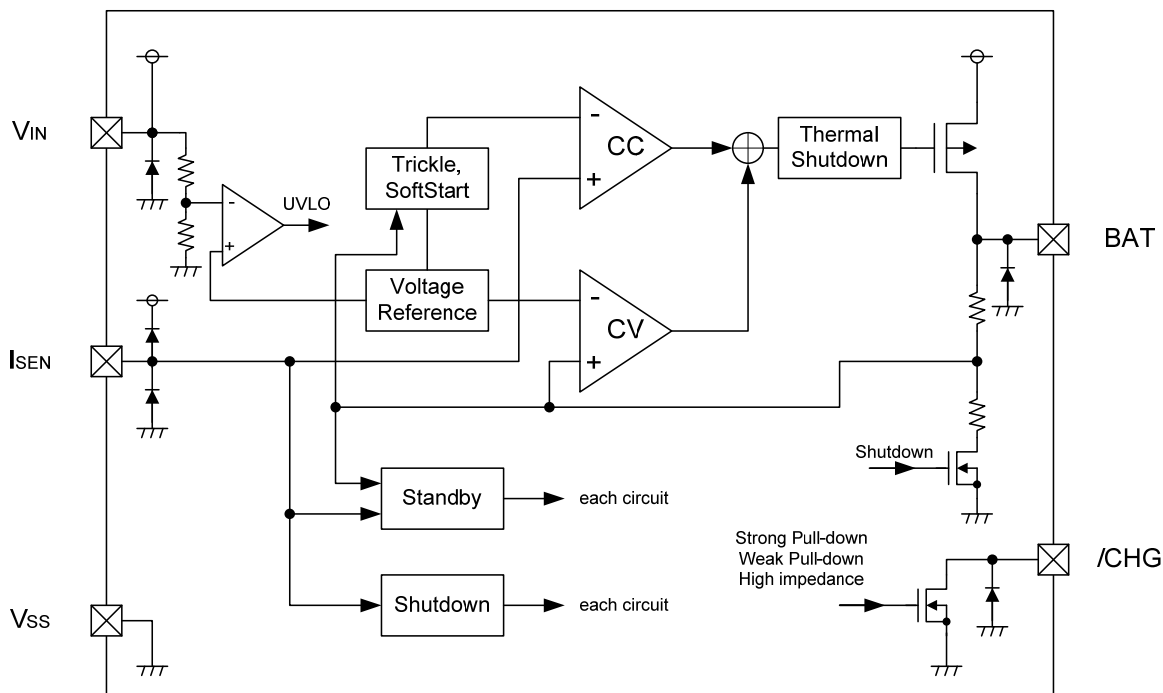 VIN
UVLO
Trickle,
SoftStart
-
+
CC
Thermal
Shutdown
-
+
BAT
Voltage
Reference
-
+
CV
ISEN
Shutdown
Standby
each circuit
Strong Pull-down
Weak Pull-down
High impedance
/CHG
Shutdown
each circuit
VSS